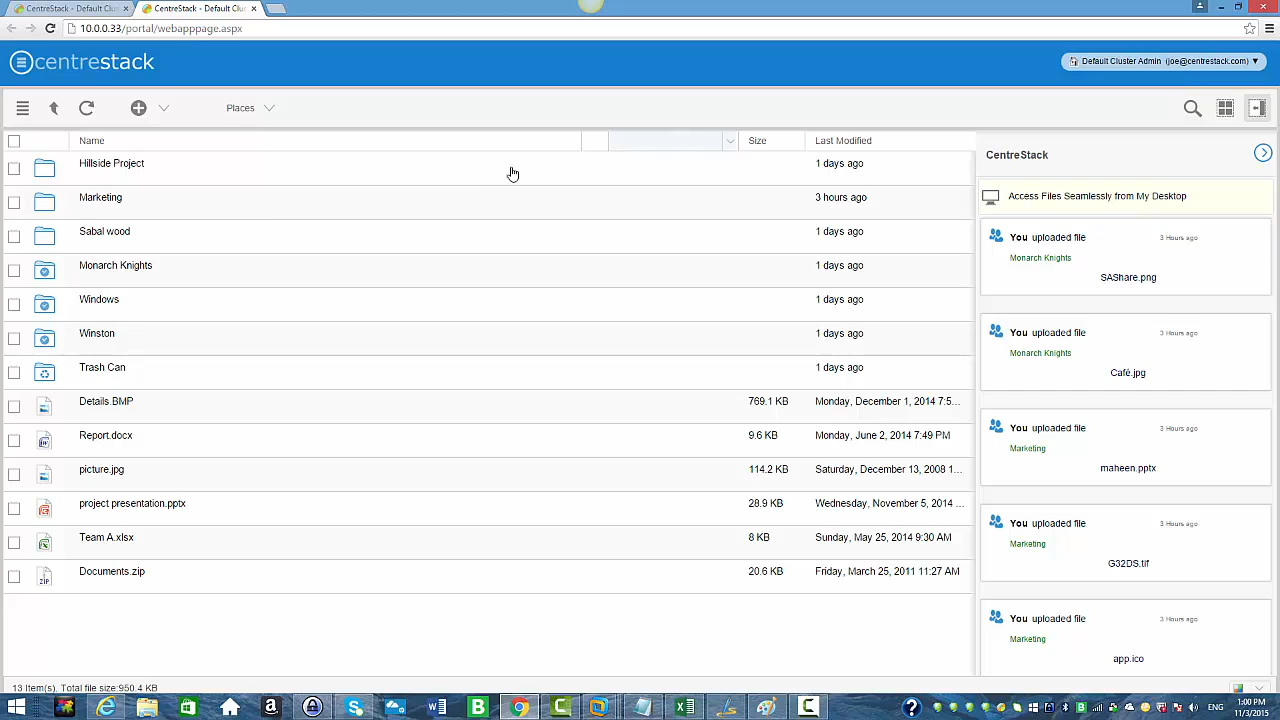 CentreStack - Default Clus
CentreStack - Default Clus
10.0.0.33/portal/webapppage.aspx
centrestack
Default Cluster Admin (joe@centrestack.com) ▼
Places
Name Size Last Modified
Hillside Project 1 days ago
Marketing 3 hours ago
Sabal wood 1 days ago
Monarch Knights 1 days ago
Windows 1 days ago
Winston 1 days ago
Trash Can 1 days ago
Details.BMP 769.1 KB Monday, December 1, 2014 7:5...
Report.docx 9.6 KB Monday, June 2, 2014 7:49 PM
picture.jpg 114.2 KB Saturday, December 13, 2008 1...
project presentation.pptx 28.9 KB Wednesday, November 5, 2014 ...
Team A.xlsx 8 KB Sunday, May 25, 2014 9:30 AM
Documents.zip 20.6 KB Friday, March 25, 2011 11:27 AM
CentreStack
Access Files Seamlessly from My Desktop
You uploaded file 3 Hours ago
Monarch Knights
SAShare.png
You uploaded file 3 Hours ago
Monarch Knights
Café.jpg
You uploaded file 3 Hours ago
Marketing
maheen.pptx
You uploaded file 3 Hours ago
Marketing
G32DS.tif
You uploaded file 3 Hours ago
Marketing
app.ico
13 Item(s), Total file size:950.4 KB
ENG
1:00 PM
11/3/2015